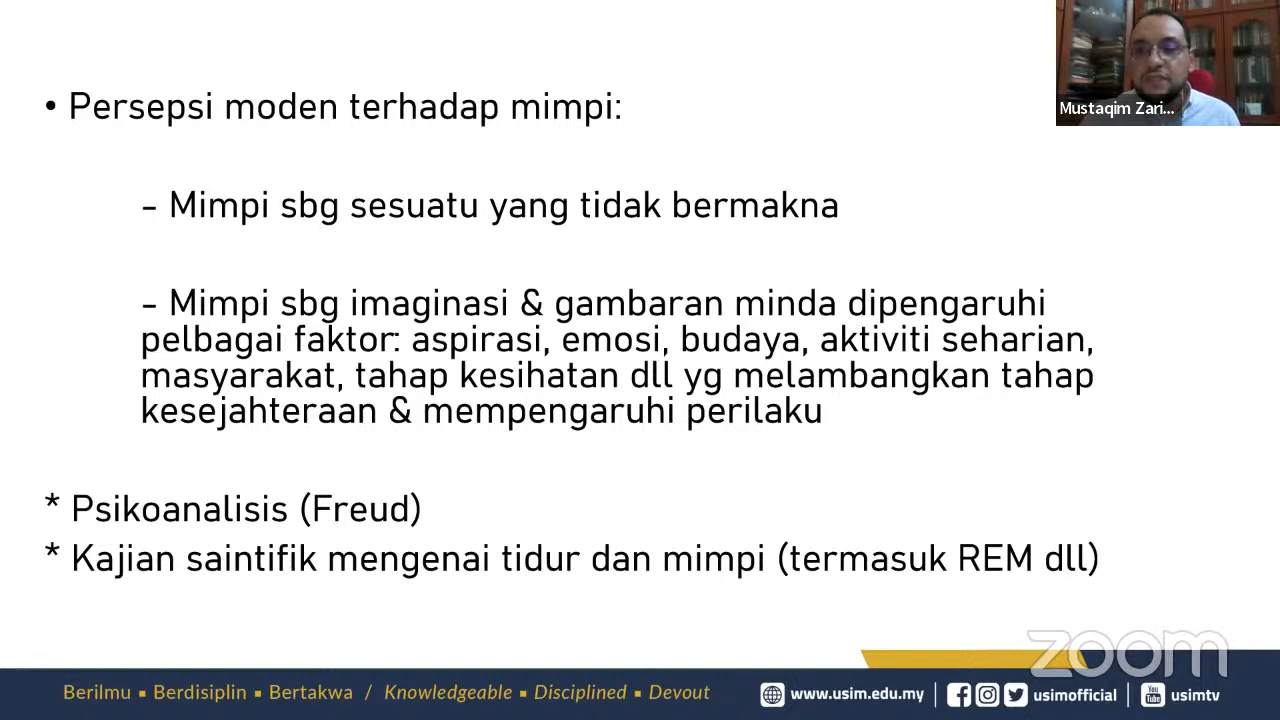 Mustaqim Zari...
• Persepsi moden terhadap mimpi:
- Mimpi sbg sesuatu yang tidak bermakna
- Mimpi sbg imaginasi & gambaran minda dipengaruhi
pelbagai faktor: aspirasi, emosi, budaya, aktiviti seharian,
masyarakat, tahap kesihatan dll yg melambangkan tahap
kesejahteraan & mempengaruhi perilaku
* Psikoanalisis (Freud)
* Kajian saintifik mengenai tidur dan mimpi (termasuk REM dll)
zoom
Berilmu ▪ Berdisiplin ▪ Bertakwa / Knowledgeable ▪ Disciplined ▪ Devout
www.usim.edu.my | usimofficial | You Tube usimtv